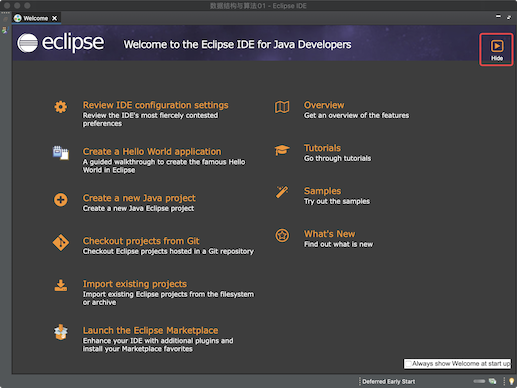 数据结构与算法01 - Eclipse IDE
Welcome
eclipse
Welcome to the Eclipse IDE for Java Developers
Hide
Review IDE configuration settings
Review the IDE's most fiercely contested
preferences
Create a Hello World application
A guided walkthrough to create the famous Hello
World in Eclipse
Create a new Java project
Create a new Java Eclipse project
Checkout projects from Git
Checkout Eclipse projects hosted in a Git repository
Import existing projects
Import existing Eclipse projects from the filesystem
or archive
Launch the Eclipse Marketplace
Enhance your IDE with additional plugins and
install your Marketplace favorites
Overview
Get an overview of the features
Tutorials
Go through tutorials
Samples
Try out the samples
What's New
Find out what is new
Always show Welcome at start up
Deferred Early Start